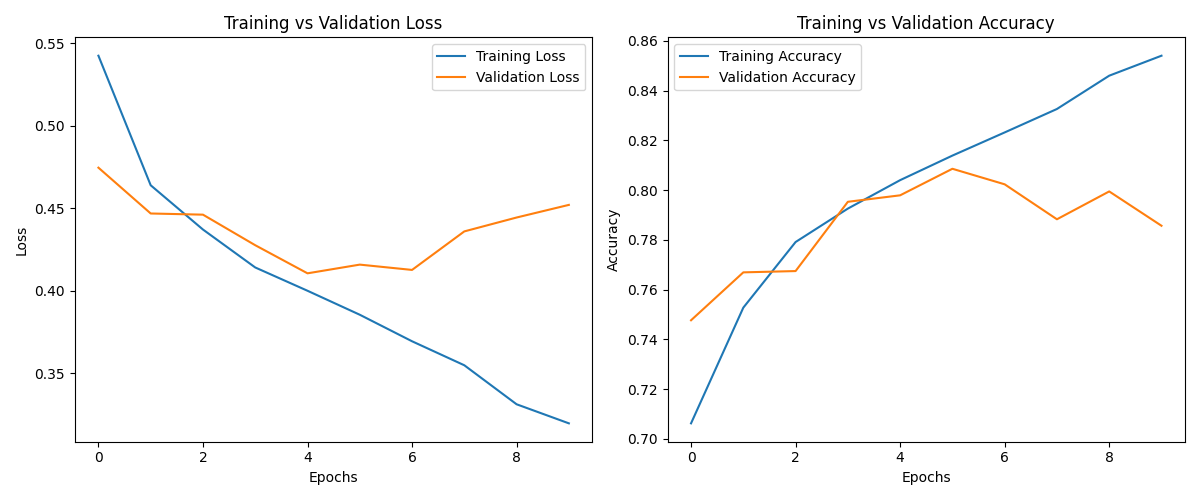 Training vs Validation Loss
0.55
0.50
0.45
0.40
0.35
Loss
0 2 4 6 8
Epochs
Training Loss
Validation Loss
Training vs Validation Accuracy
0.86
0.84
0.82
0.80
0.78
0.76
0.74
0.72
0.70
Accuracy
0 2 4 6 8
Epochs
Training Accuracy
Validation Accuracy